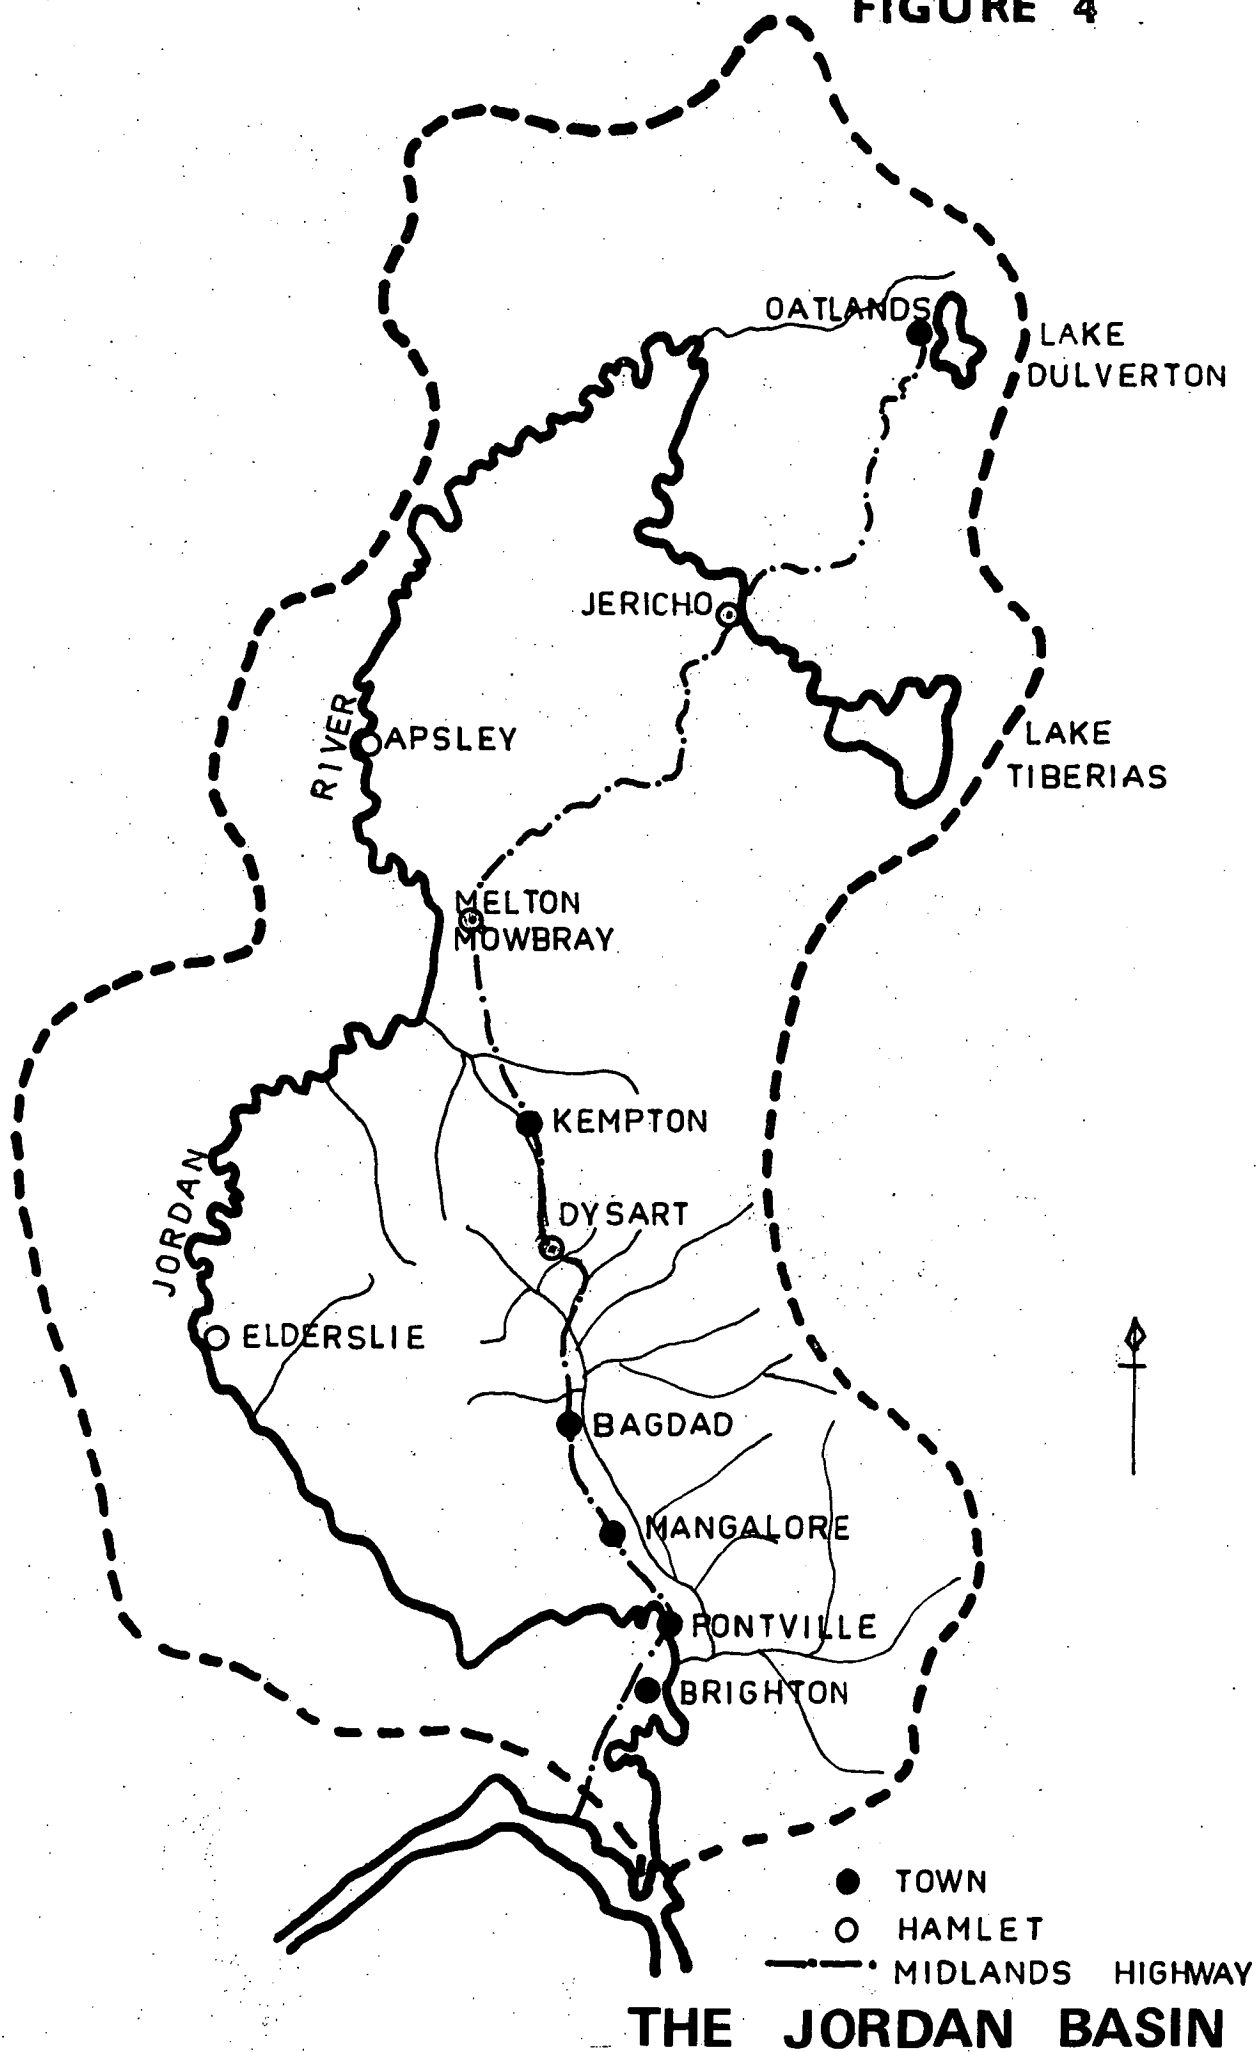 FIGURE 4
OATLANDS
LAKE
DULVERTON
JERICHO
RIVER
APSLEY
LAKE
TIBERIAS
MELTON
MOWBRAY
KEMPTON
JORDAN
DYSART
ELDERSLIE
BAGDAD
MANGALORE
PONTVILLE
BRIGHTON
TOWN
HAMLET
MIDLANDS HIGHWAY
THE JORDAN BASIN